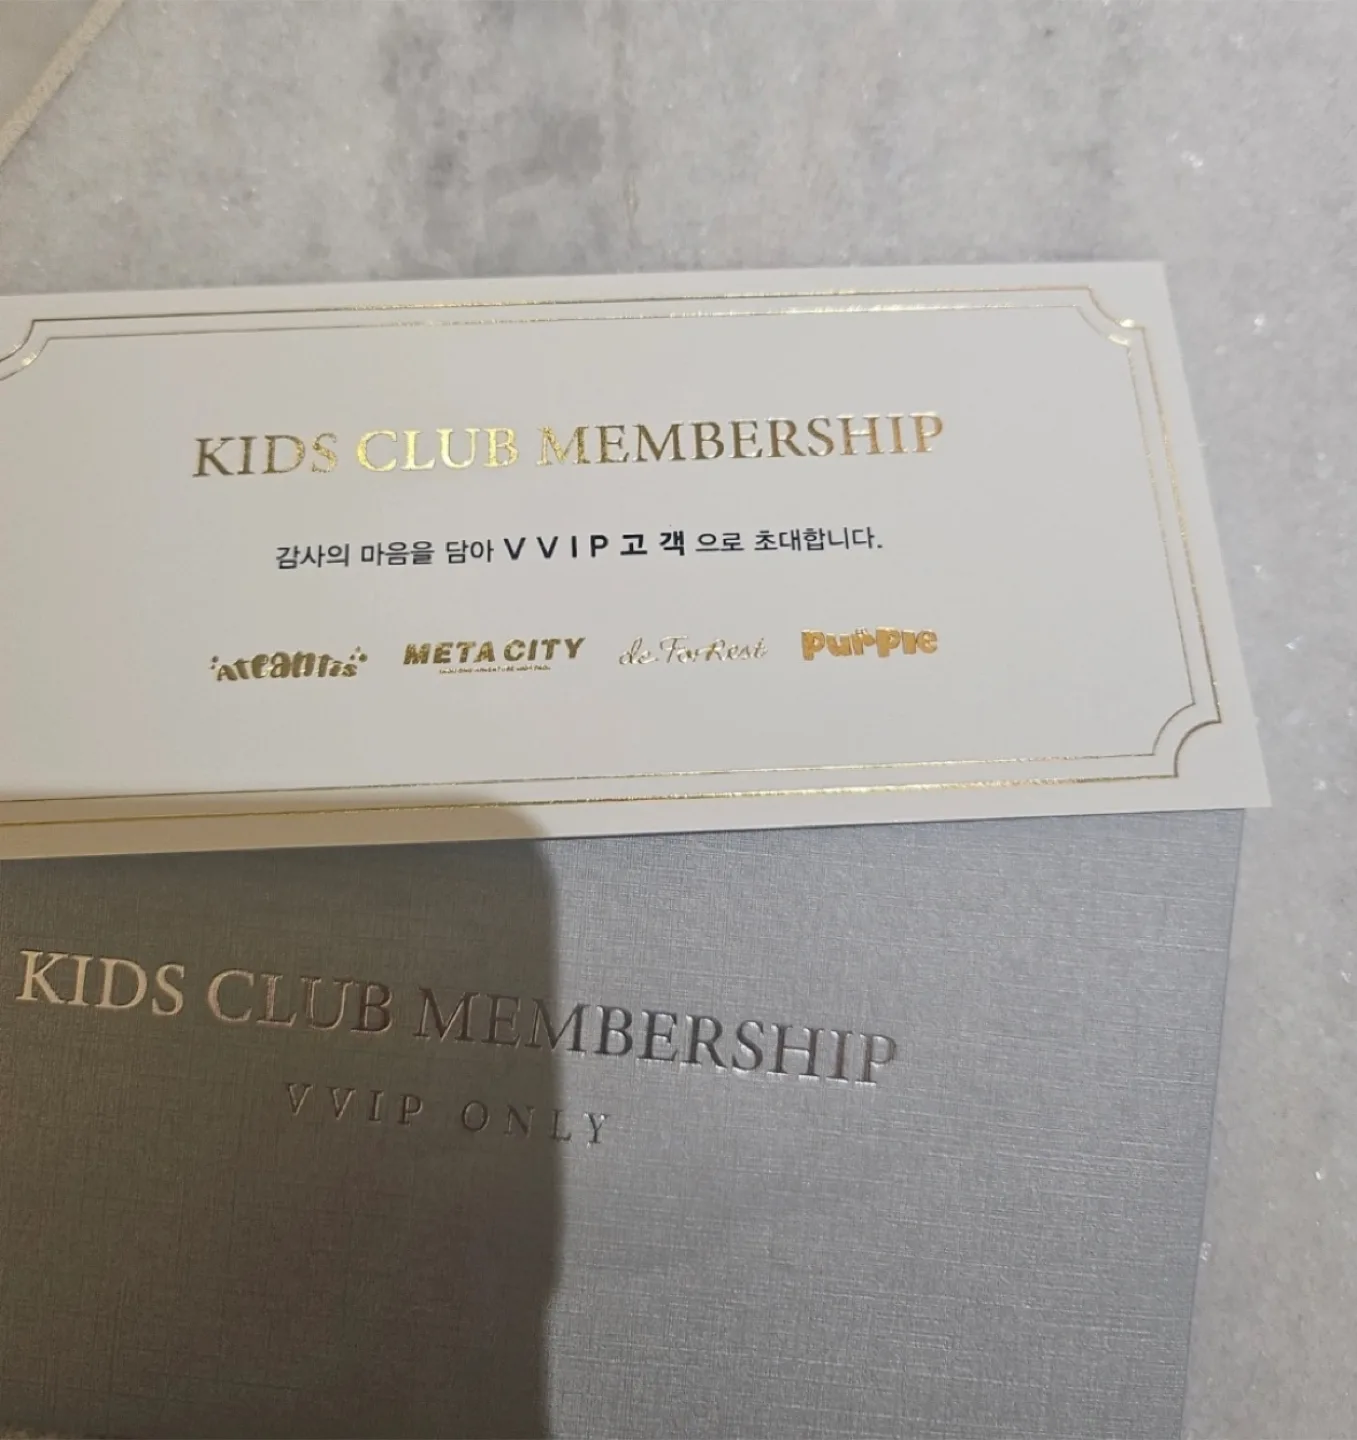 KIDS CLUB MEMBERSHIP
감사의 마음을 담아 VVIP고객으로 초대합니다.
Atlantis META CITY de ForRest PurPle
KIDS CLUB MEMBERSHIP
VVIP ONLY